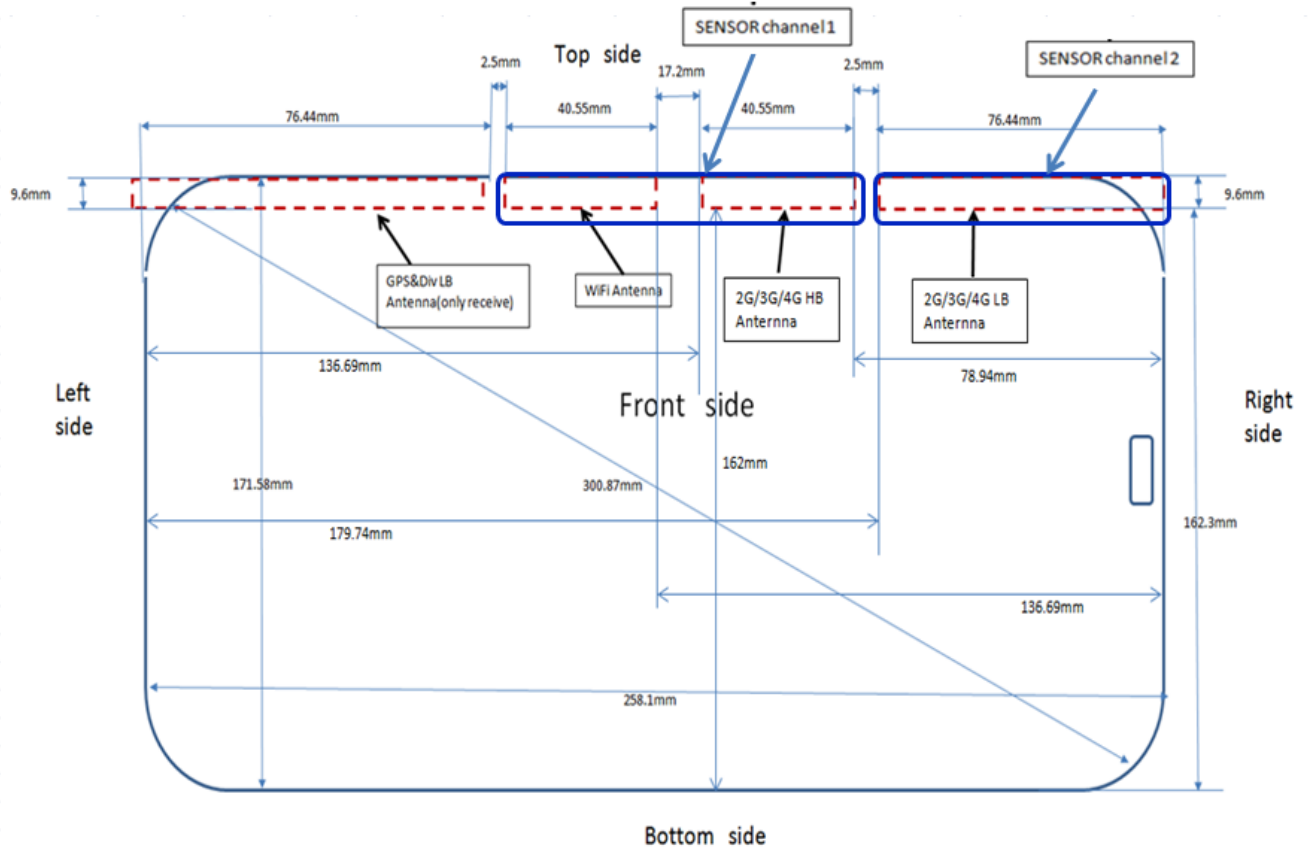 SENSOR channel 1
Top side
SENSOR channel 2
2.5mm
17.2mm
2.5mm
76.44mm
40.55mm
40.55mm
76.44mm
9.6mm
9.6mm
GPS&Div LB
Antenna(only receive)
WiFi Antenna
2G/3G/4G HB
Anternna
2G/3G/4G LB
Anternna
136.69mm
78.94mm
Left
side
Front side
Right
side
171.58mm
300.87mm
162mm
179.74mm
162.3mm
136.69mm
258.1mm
Bottom side